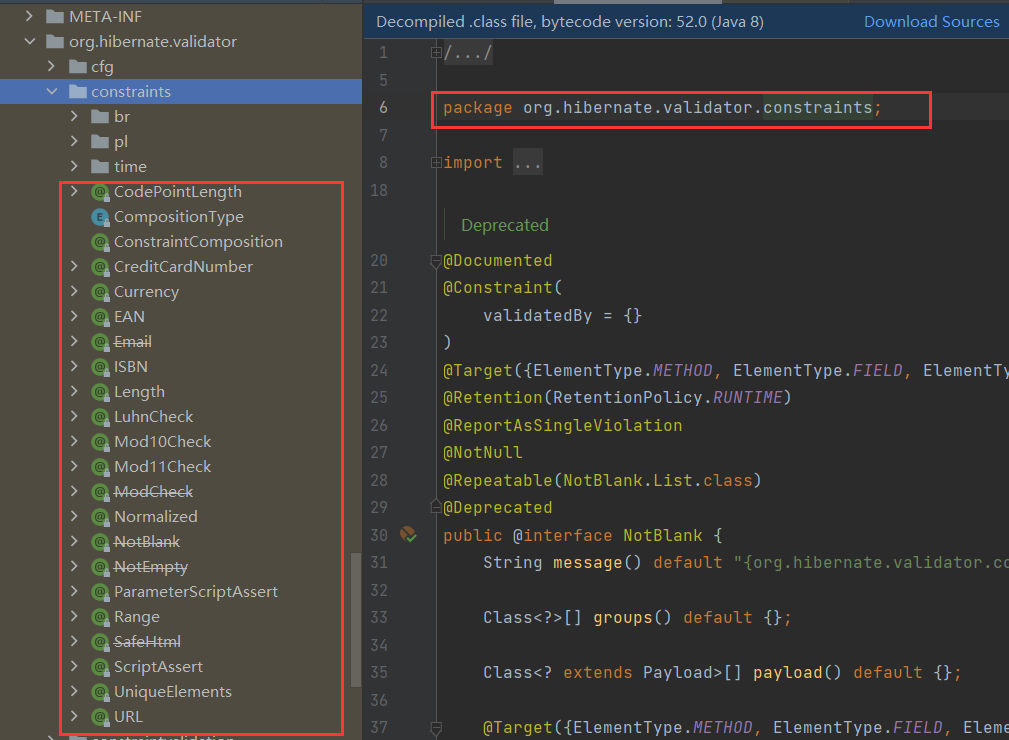 META-INF
org.hibernate.validator
cfg
constraints
br
pl
time
CodePointLength
CompositionType
ConstraintComposition
CreditCardNumber
Currency
EAN
Email
ISBN
Length
LuhnCheck
Mod10Check
Mod11Check
ModCheck
Normalized
NotBlank
NotEmpty
ParameterScriptAssert
Range
SafeHtml
ScriptAssert
UniqueElements
URL
constraintvalidation
Decompiled .class file, bytecode version: 52.0 (Java 8) Download Sources
1 /.../
5
6 package org.hibernate.validator.constraints;
7
8 import ...
18
Deprecated
20 @Documented
21 @Constraint(
22 validatedBy = {}
23 )
24 @Target({ElementType.METHOD, ElementType.FIELD, ElementTy
25 @Retention(RetentionPolicy.RUNTIME)
26 @ReportAsSingleViolation
27 @NotNull
28 @Repeatable(NotBlank.List.class)
29 @Deprecated
30 public @interface NotBlank {
31 String message() default "{org.hibernate.validator.co
32
33 Class<?>[] groups() default {};
34
35 Class<? extends Payload>[] payload() default {};
36
37 @Target({ElementType.METHOD, ElementType.FIELD, Eleme